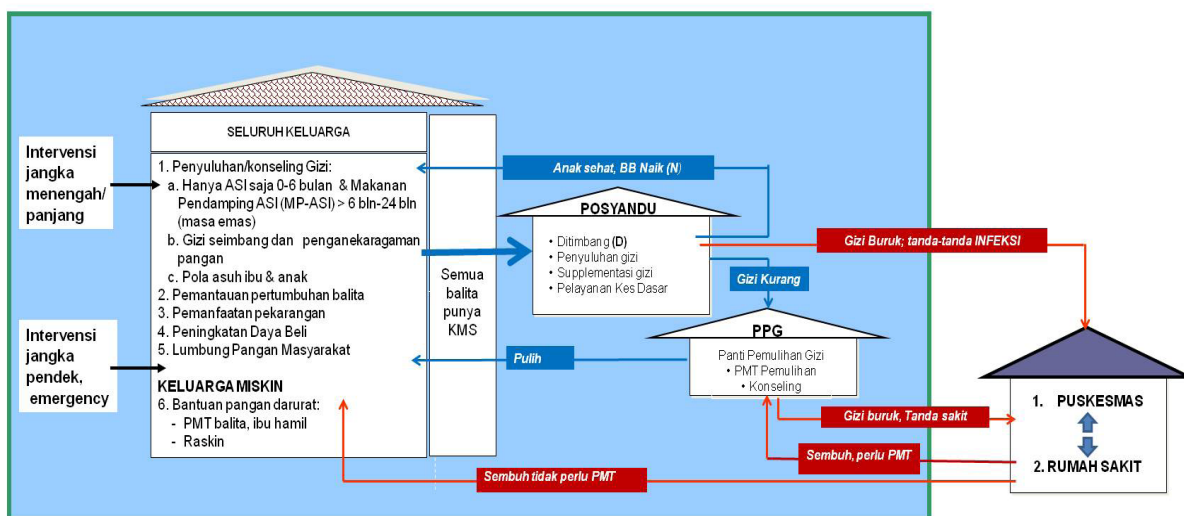 Intervensi
jangka
menengah/
panjang
Intervensi
jangka
pendek,
emergency
SELURUH KELUARGA
1. Penyuluhan/konseling Gizi:
a. Hanya ASI saja 0-6 bulan & Makanan
Pendamping ASI (MP-ASI) > 6 bln-24 bln
(masa emas)
b. Gizi seimbang dan penganekaragaman
pangan
c. Pola asuh ibu & anak
2. Pemantauan pertumbuhan balita
3. Pemanfaatan pekarangan
4. Peningkatan Daya Beli
5. Lumbung Pangan Masyarakat
KELUARGA MISKIN
6. Bantuan pangan darurat:
- PMT balita, ibu hamil
- Raskin
Semua
balita
punya
KMS
Anak sehat, BB Naik (N)
POSYANDU
• Ditimbang (D)
• Penyuluhan gizi
• Supplementasi gizi
• Pelayanan Kes Dasar
Gizi Buruk; tanda-tanda INFEKSI
Gizi Kurang
PPG
Panti Pemulihan Gizi
• PMT Pemulihan
• Konseling
Pulih
Gizi buruk, Tanda sakit
Sembuh, perlu PMT
Sembuh tidak perlu PMT
1. PUSKESMAS
2. RUMAH SAKIT